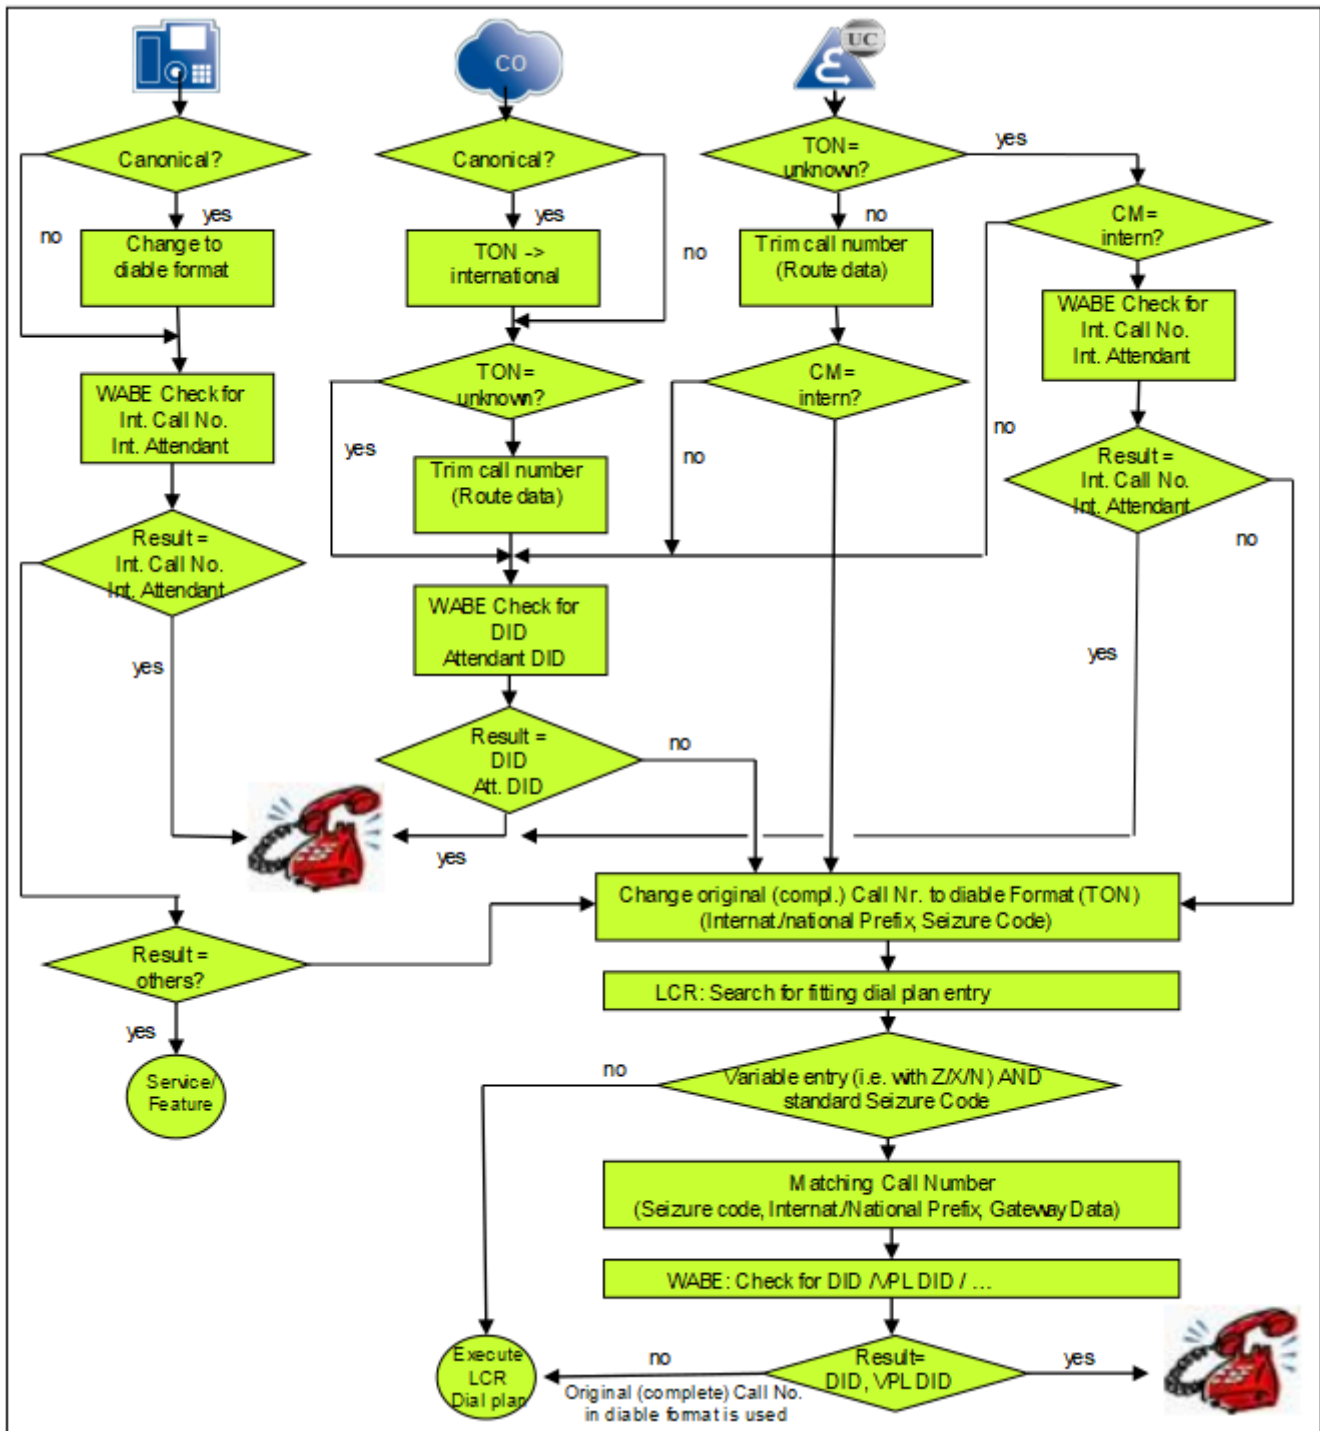 CO
UC
Canonical?
Canonical?
TON=
unknown?
yes
no
yes
Change to
diable format
no
yes
TON ->
international
no
Trim call number
(Route data)
CM=
intern?
WABE Check for
Int. Call No.
Int. Attendant
WABE Check for
Int. Call No.
Int. Attendant
TON=
unknown?
CM=
intern?
yes
no
no
Trim call number
(Route data)
Result =
Int. Call No.
Int. Attendant
no
Result =
Int. Call No.
Int. Attendant
WABE Check for
DID
Attendant DID
yes
yes
Result =
DID
Att. DID
no
yes
Change original (compl.) Call Nr. to diable Format (TON)
(Internat./national Prefix, Seizure Code)
Result =
others?
LCR: Search for fitting dial plan entry
yes
Service/
Feature
no
Variable entry (i.e. with Z/X/N) AND
standard Seizure Code
Matching Call Number
(Seizure code, Internat./National Prefix, Gateway Data)
WABE: Check for DID /VPL DID / ...
Execute
LCR
Dial plan
no
Original (complete) Call No.
in diable format is used
Result=
DID, VPL DID
yes